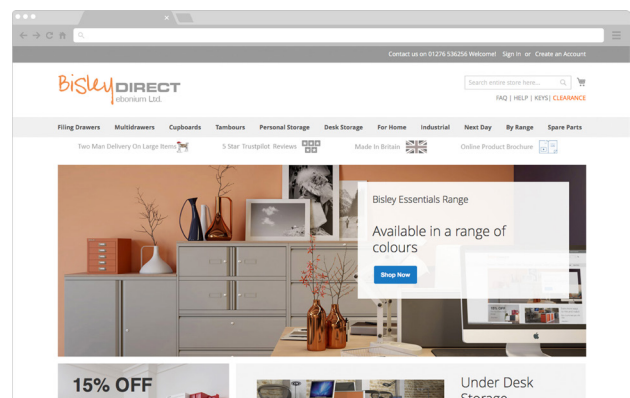 Contact us on 01276 536256 Welcome! Sign In or Create an Account
Bisley DIRECT
ebonium Ltd.
Search entire store here...
FAQ | HELP | KEYS | CLEARANCE
Filing Drawers Multidrawers Cupboards Tambours Personal Storage Desk Storage For Home Industrial Next Day By Range Spare Parts
Two Man Delivery On Large Items 5 Star Trustpilot Reviews Made In Britain Online Product Brochure
Bisley Essentials Range
Available in a range of
colours
Shop Now
15% OFF
Under Desk
Storage